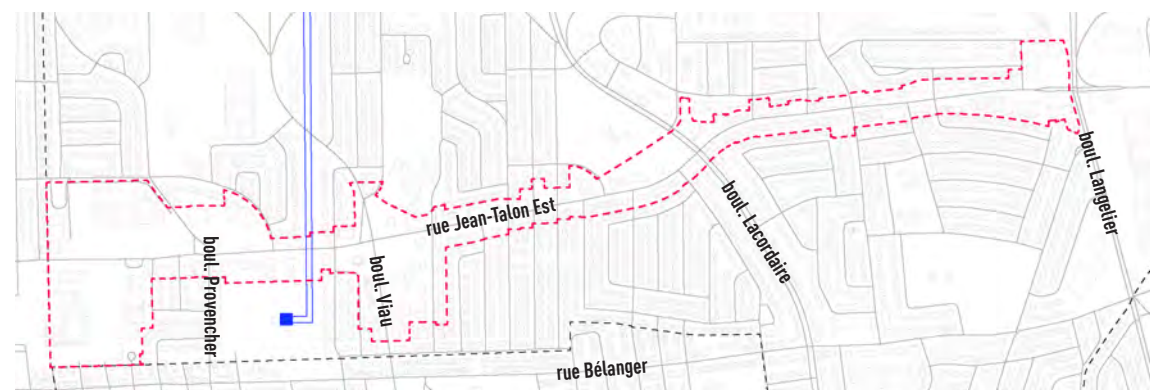 boul. Provencher
boul. Viau
rue Jean-Talon Est
boul. Lacordaire
boul. Langelier
rue Bélanger